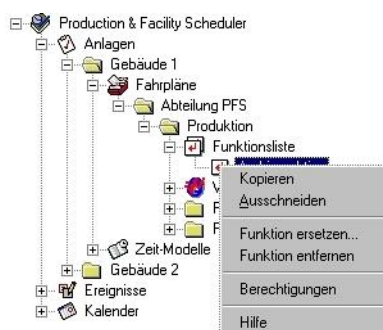 Production & Facility Scheduler
Anlagen
Gebäude 1
Fahrpläne
Abteilung PFS
Produktion
Funktionsliste
Kopieren
Ausschneiden
Funktion ersetzen...
Funktion entfernen
Zeit-Modelle
Gebäude 2
Berechtigungen
Ereignisse
Kalender
Hilfe